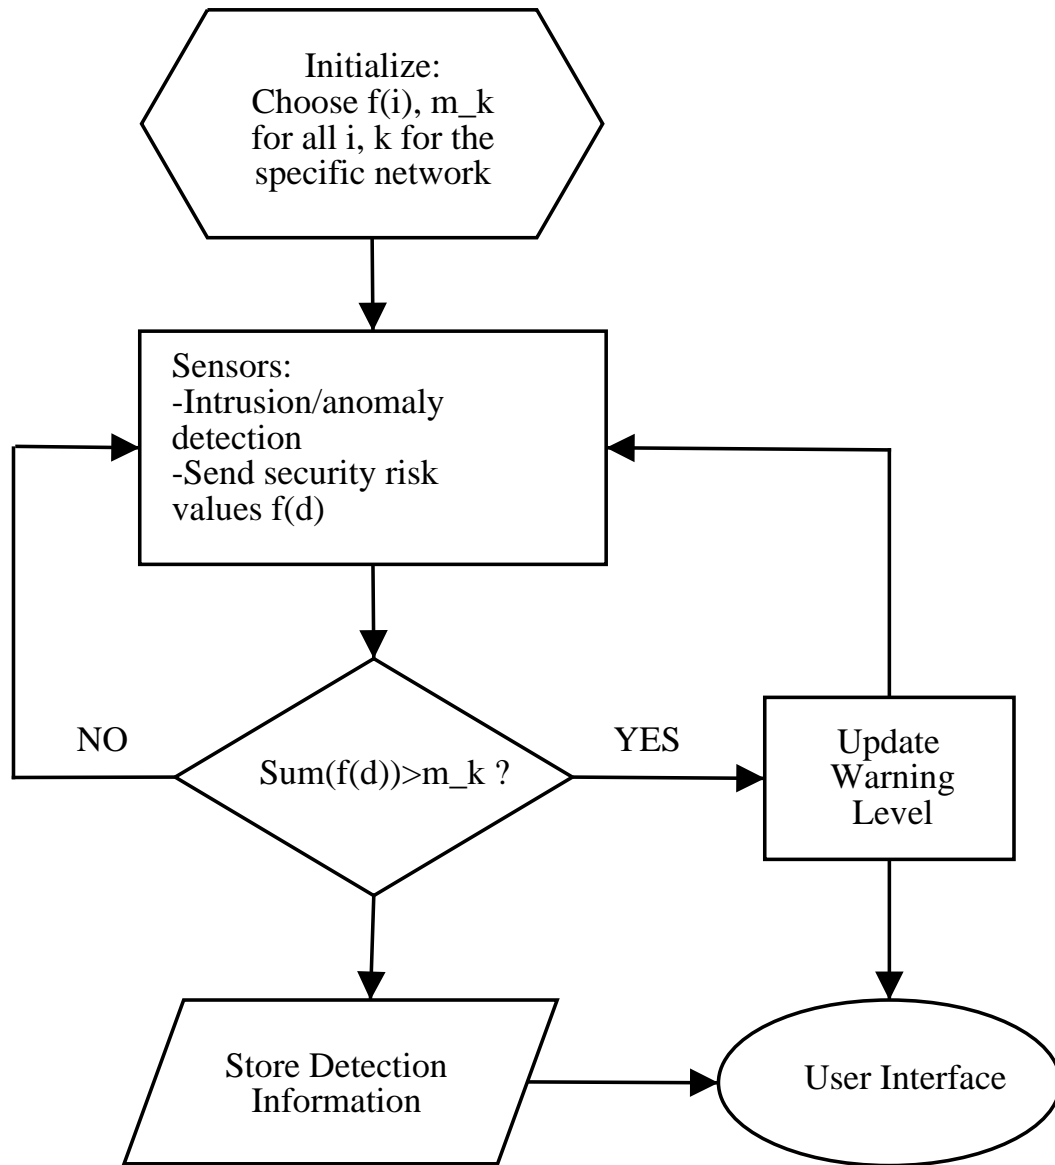 Initialize:
Choose f(i), m_k
for all i, k for the
specific network
Sensors:
-Intrusion/anomaly
detection
-Send security risk
values f(d)
NO
Sum(f(d))>m_k ?
YES
Update
Warning
Level
Store Detection
Information
User Interface